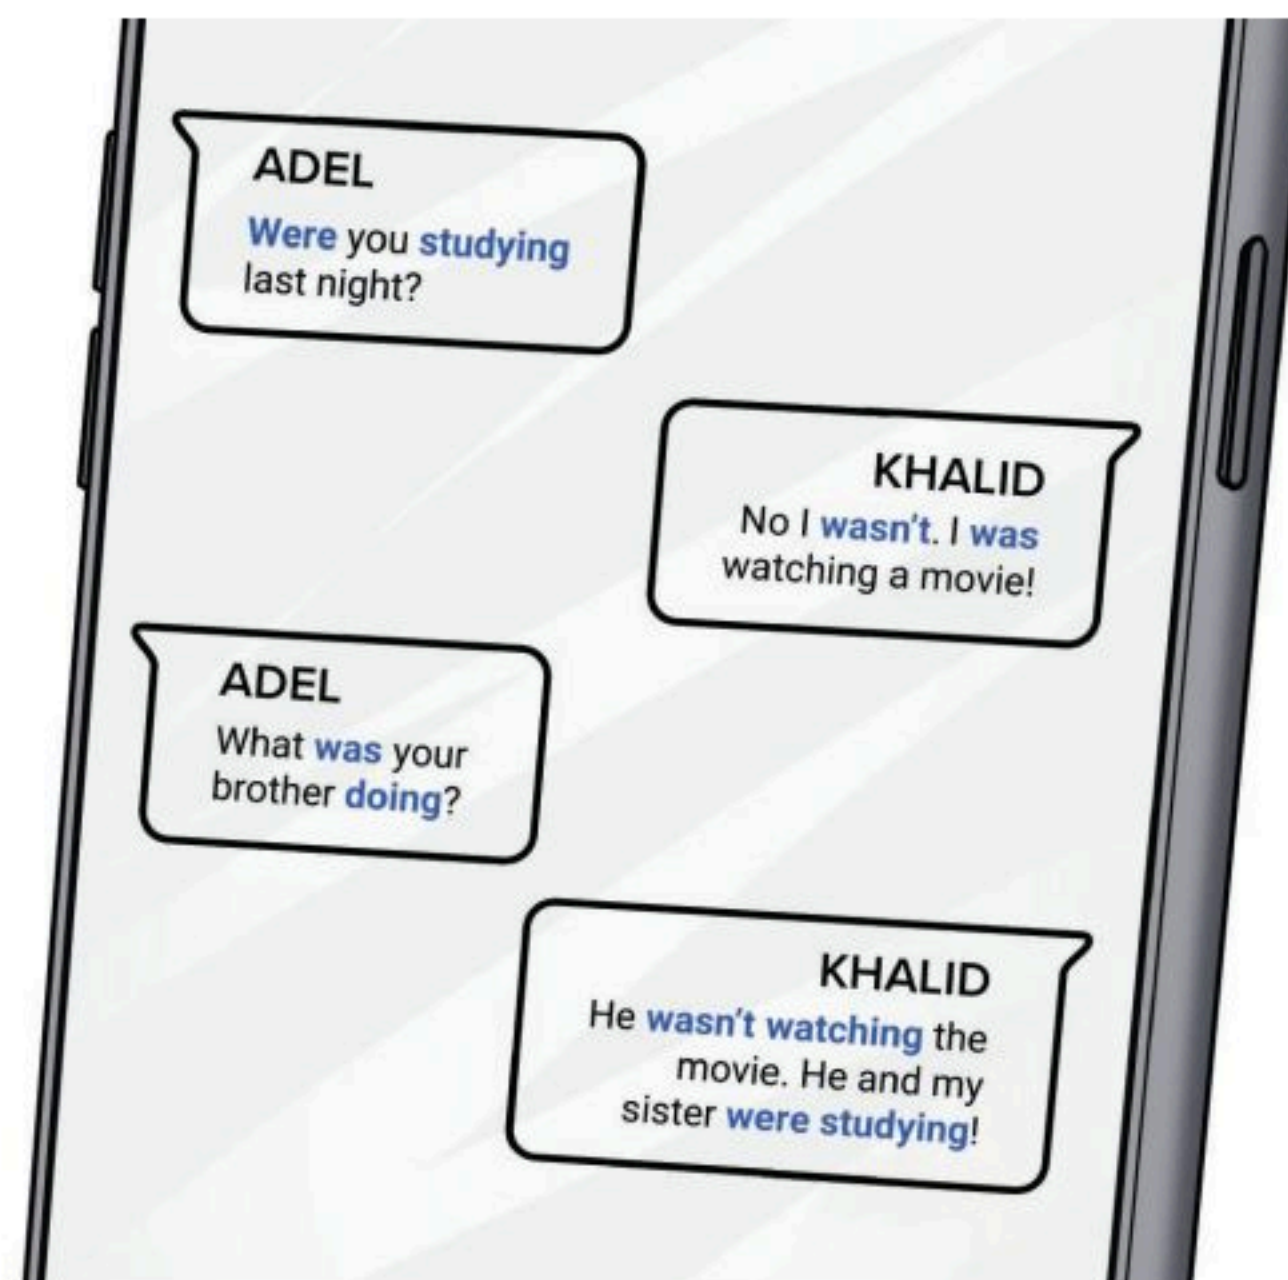 ADEL
Were you studying
last night?
KHALID
No I wasn't. I was
watching a movie!
ADEL
What was your
brother doing?
KHALID
He wasn't watching the
movie. He and my
sister were studying!